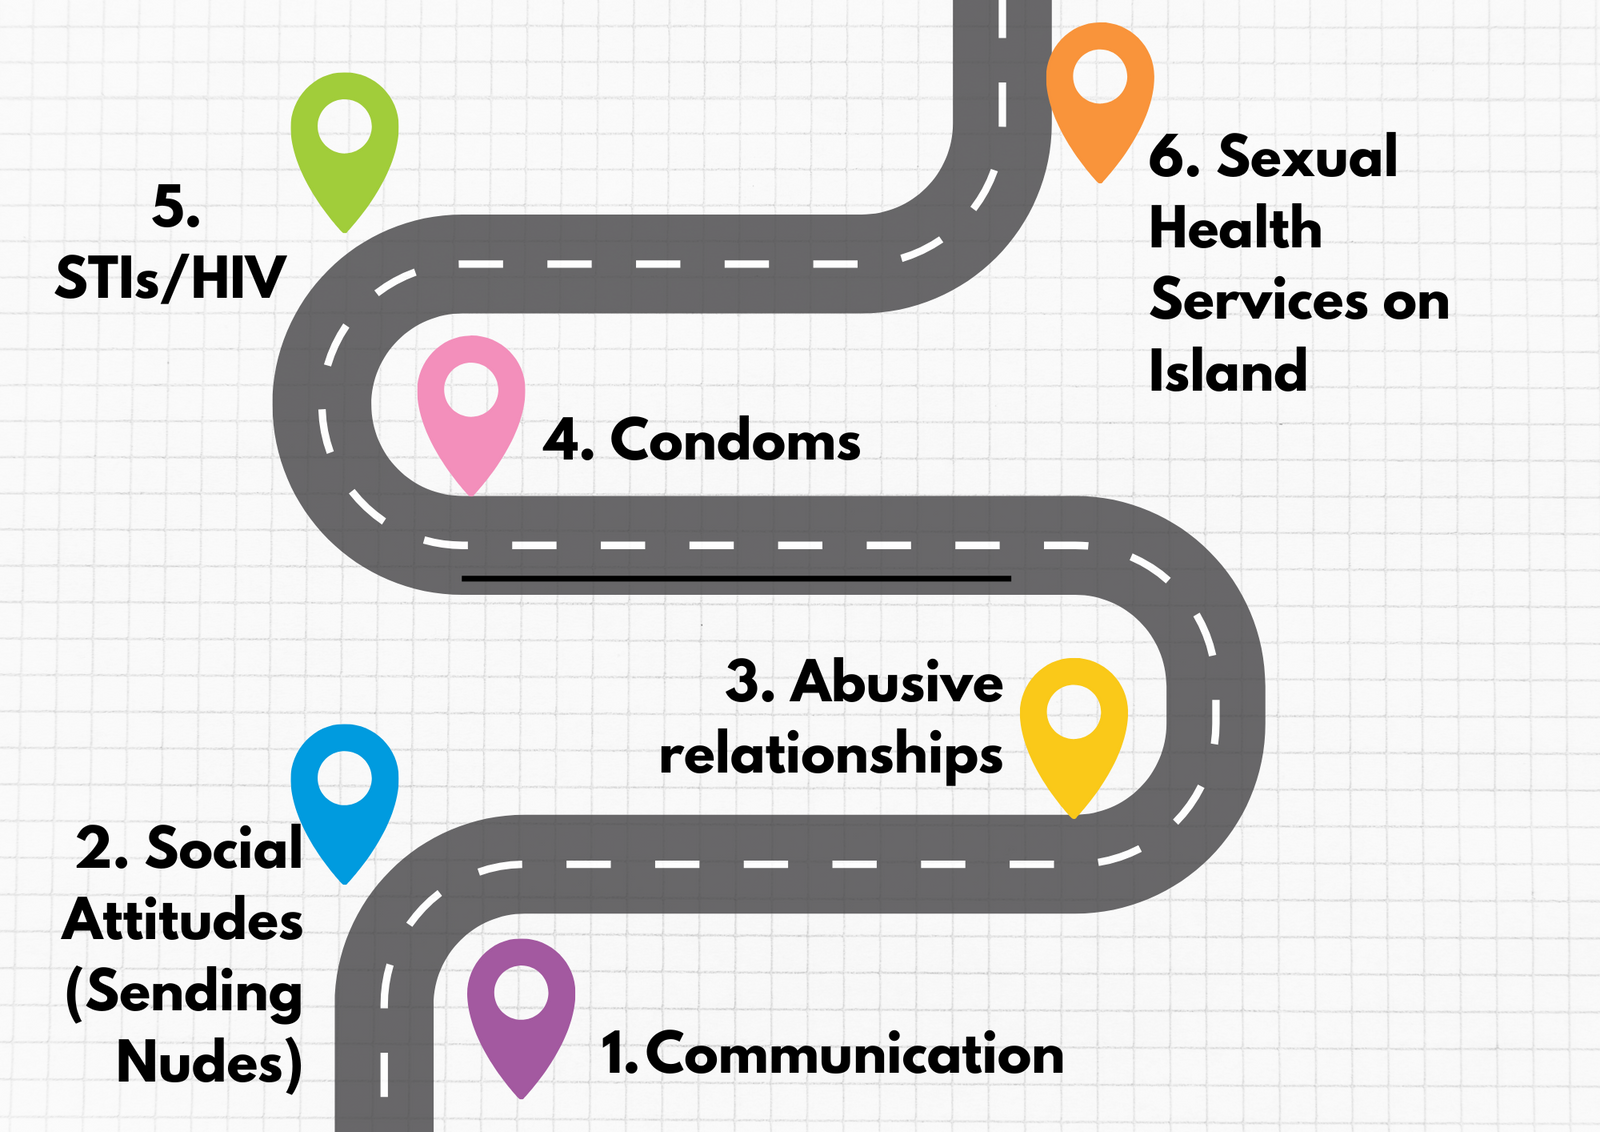 5.
STIs/HIV
6. Sexual
Health
Services on
Island
4. Condoms
3. Abusive
relationships
2. Social
Attitudes
(Sending
Nudes)
1. Communication